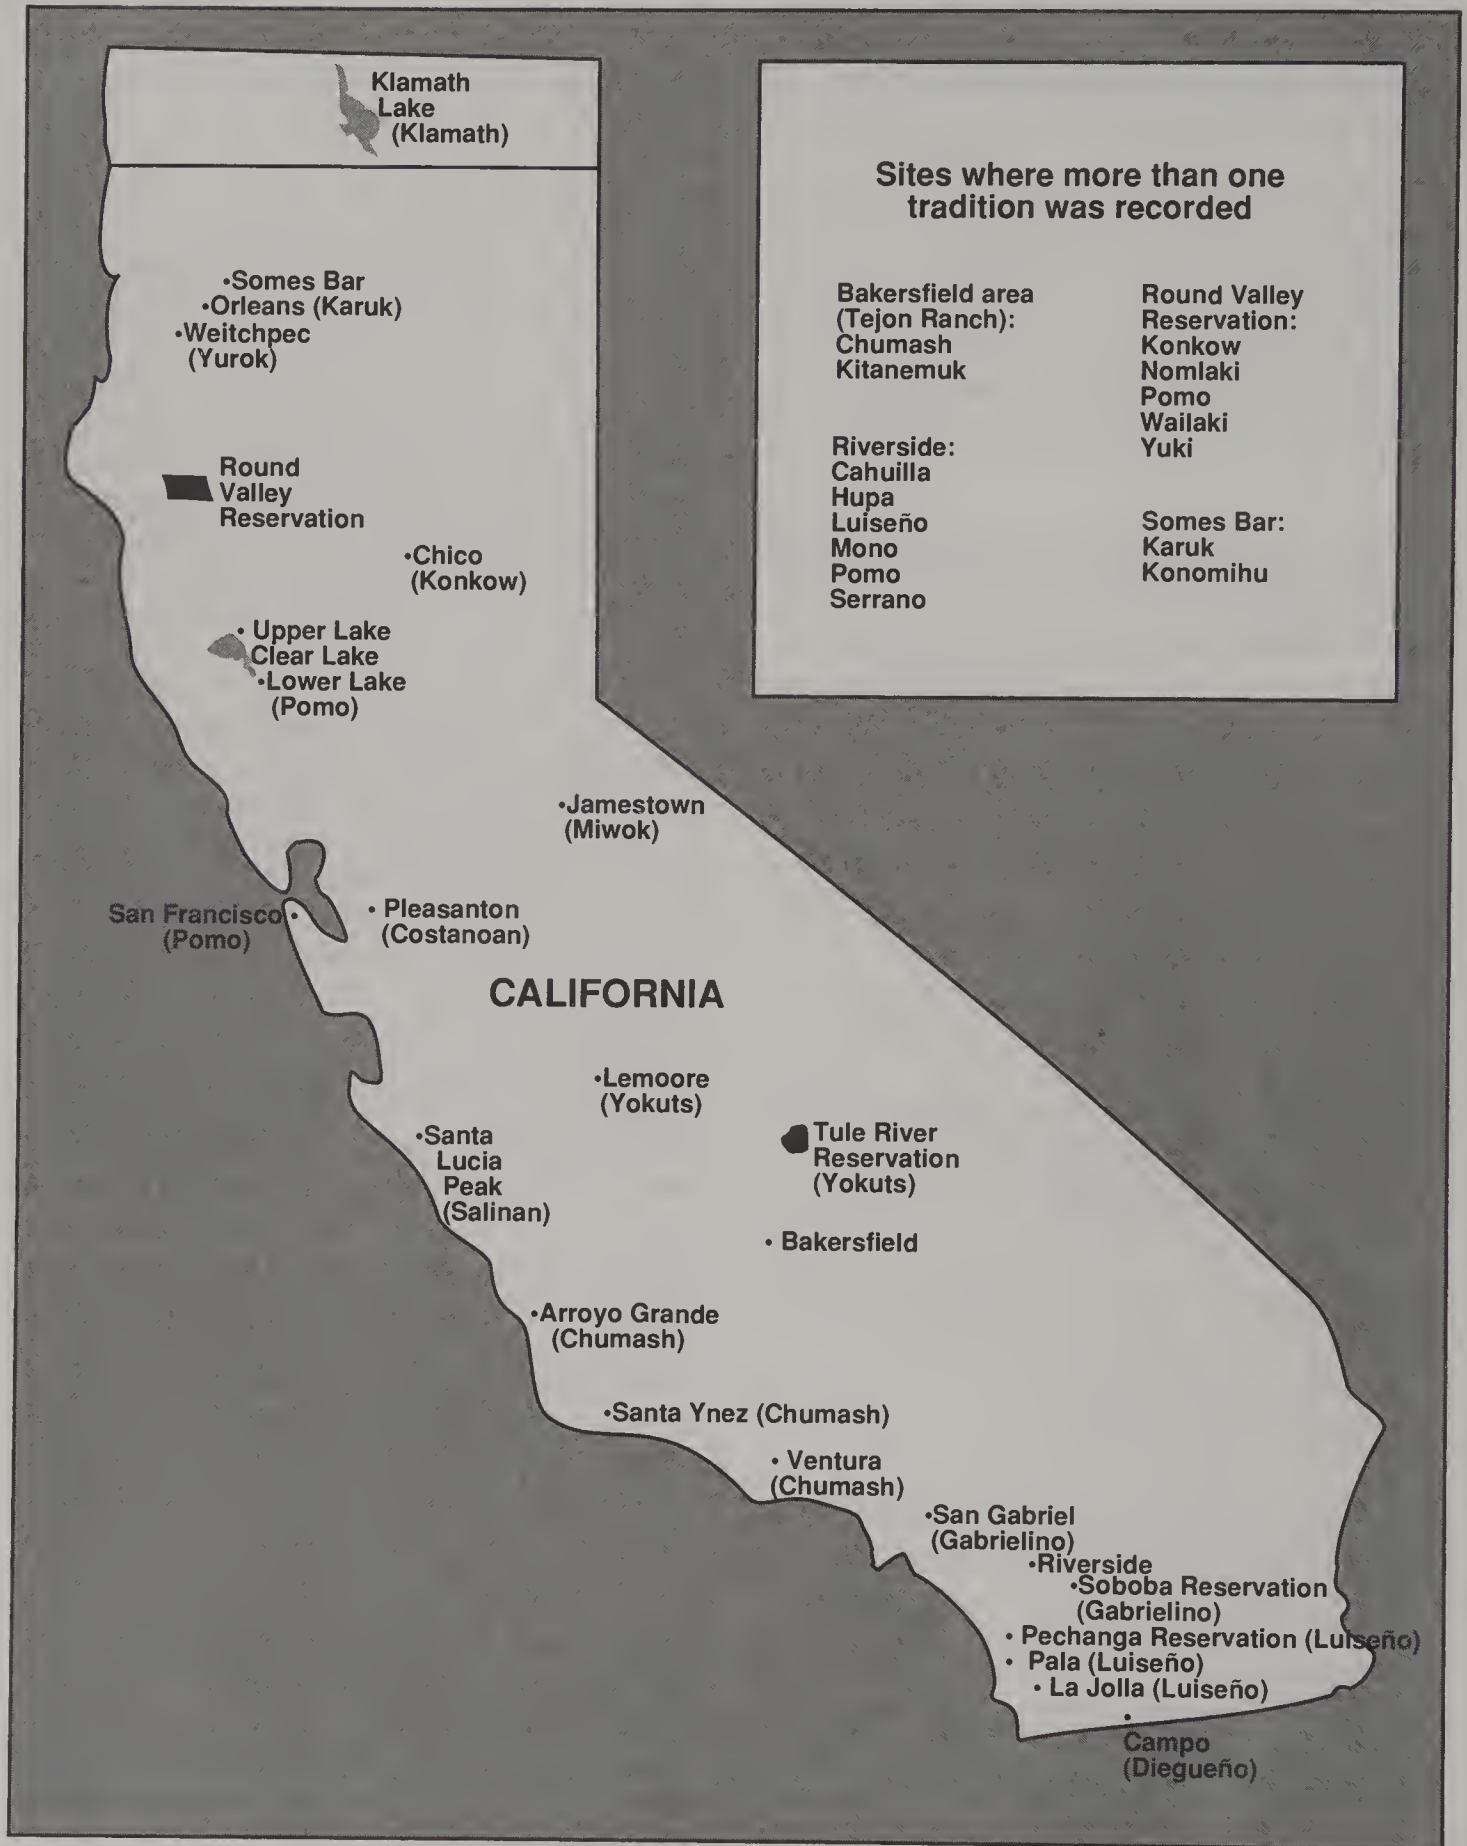 Klamath
Lake
(Klamath)
Sites where more than one
tradition was recorded
Bakersfield area
(Tejon Ranch):
Chumash
Kitanemuk
Riverside:
Cahuilla
Hupa
Luiseño
Mono
Pomo
Serrano
Round Valley
Reservation:
Konkow
Nomlaki
Pomo
Wailaki
Yuki
Somes Bar:
Karuk
Konomihu
•Somes Bar
•Orleans (Karuk)
•Weitchpec
(Yurok)
Round
Valley
Reservation
•Chico
(Konkow)
• Upper Lake
Clear Lake
•Lower Lake
(Pomo)
•Jamestown
(Miwok)
San Francisco •
(Pomo)
• Pleasanton
(Costanoan)
CALIFORNIA
•Lemoore
(Yokuts)
•Santa
Lucia
Peak
(Salinan)
Tule River
Reservation
(Yokuts)
• Bakersfield
•Arroyo Grande
(Chumash)
•Santa Ynez (Chumash)
• Ventura
(Chumash)
•San Gabriel
(Gabrielino)
•Riverside
•Soboba Reservation
(Gabrielino)
• Pechanga Reservation (Luiseño)
• Pala (Luiseño)
• La Jolla (Luiseño)
•
Campo
(Diegueño)